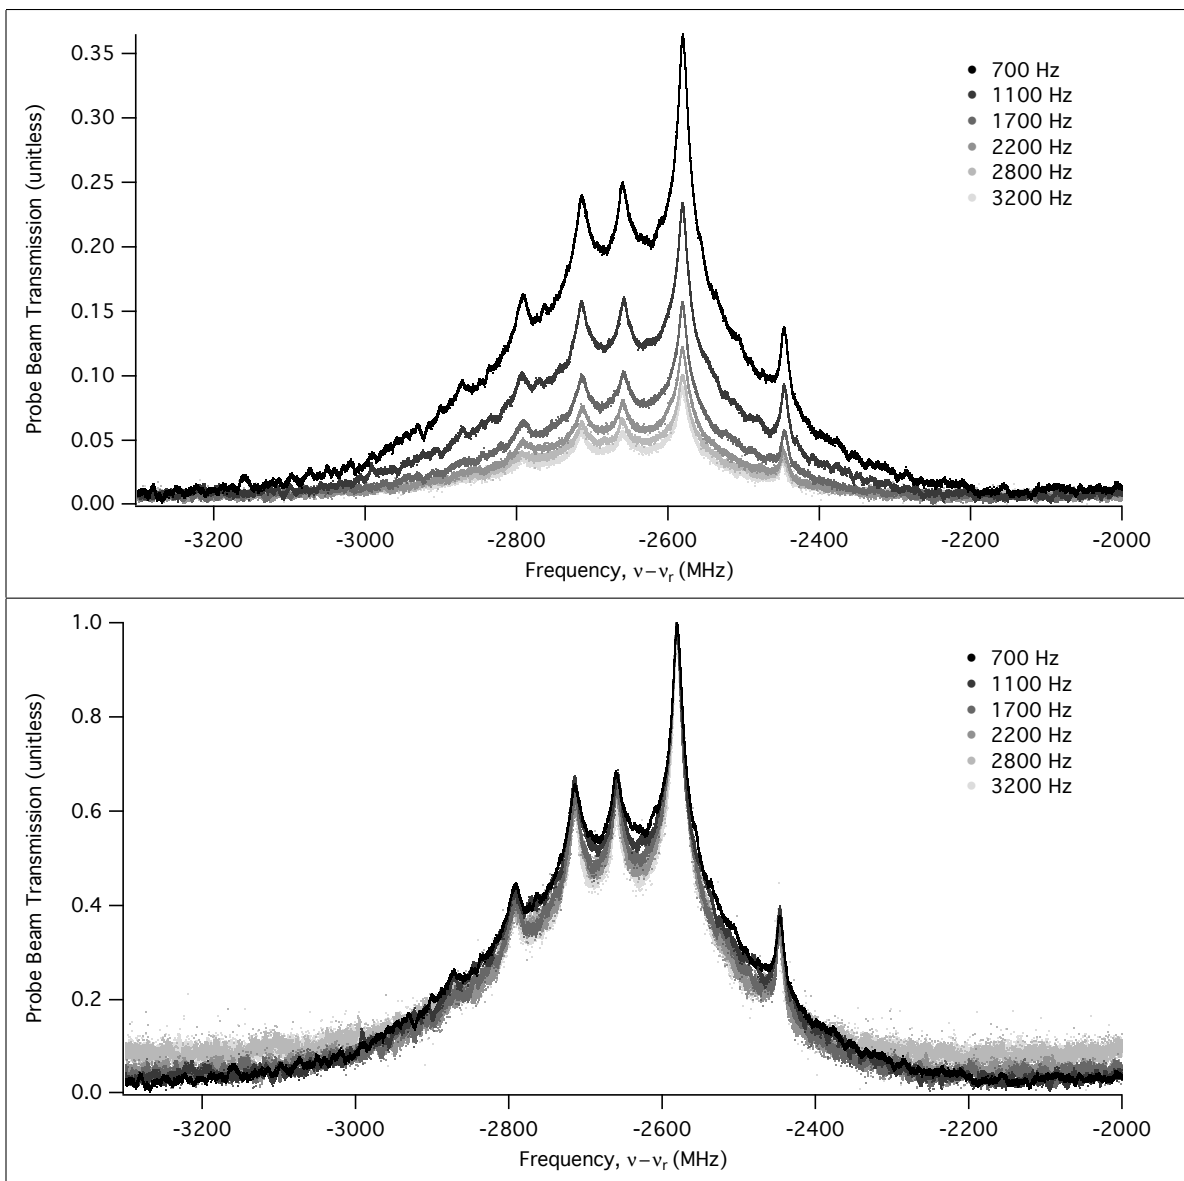 0.35
0.30
0.25
0.20
0.15
0.10
0.05
0.00
Probe Beam Transmission (unitless)
700 Hz
1100 Hz
1700 Hz
2200 Hz
2800 Hz
3200 Hz
-3200 -3000 -2800 -2600 -2400 -2200 -2000
Frequency, ν–νr (MHz)
1.0
0.8
0.6
0.4
0.2
0.0
Probe Beam Transmission (unitless)
700 Hz
1100 Hz
1700 Hz
2200 Hz
2800 Hz
3200 Hz
-3200 -3000 -2800 -2600 -2400 -2200 -2000
Frequency, ν–νr (MHz)